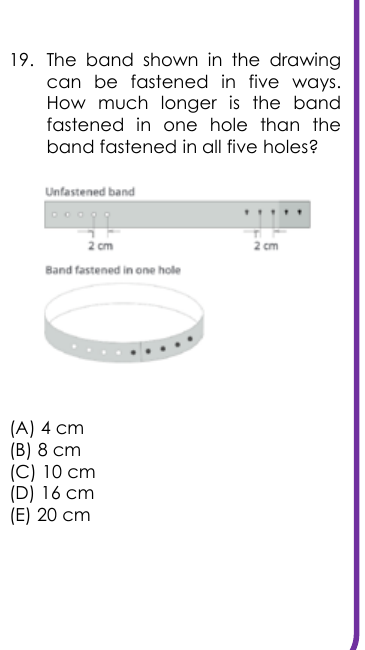 19. The band shown in the drawing
can be fastened in five ways.
How much longer is the band
fastened in one hole than the
band fastened in all five holes?
Unfastened band
2 cm 2 cm
Band fastened in one hole
(A) 4 cm
(B) 8 cm
(C) 10 cm
(D) 16 cm
(E) 20 cm